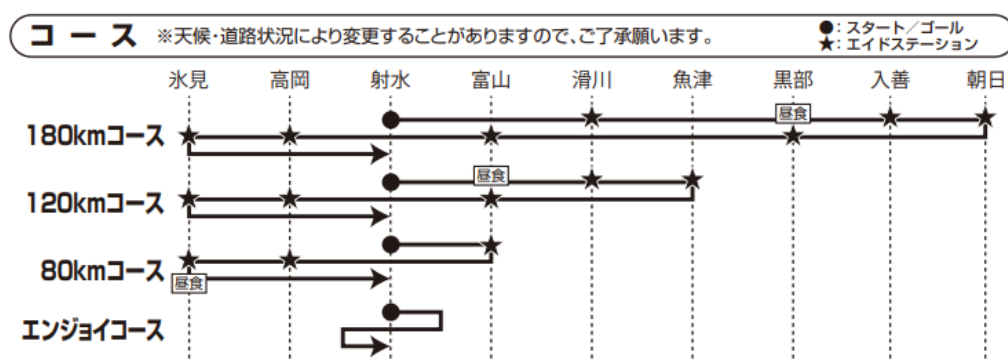 コース ※天候・道路状況により変更することがありますので、ご了承願います。
●：スタート／ゴール
★：エイドステーション
氷見 高岡 射水 富山 滑川 魚津 黒部 入善 朝日
昼食
180kmコース
昼食
120kmコース
80kmコース
昼食
エンジョイコース